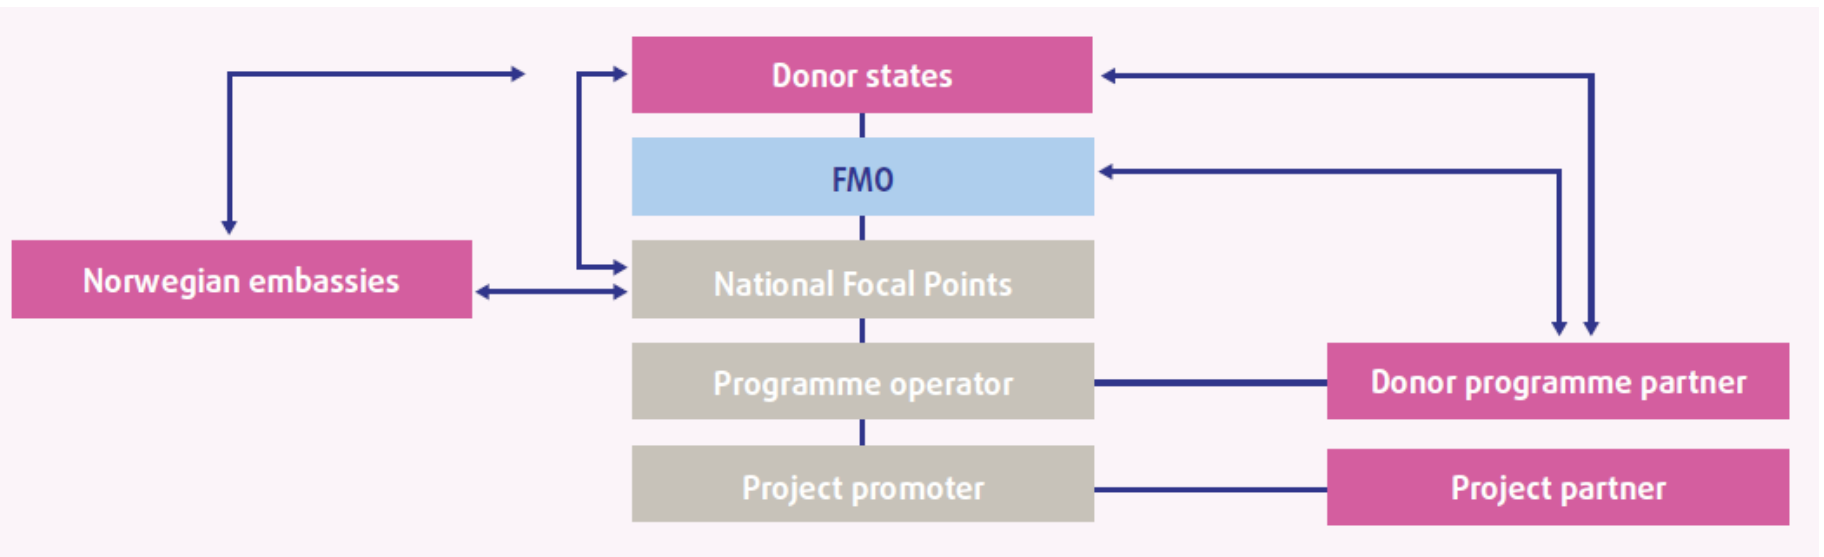 Donor states
FMO
Norwegian embassies
National Focal Points
Programme operator
Donor programme partner
Project promoter
Project partner